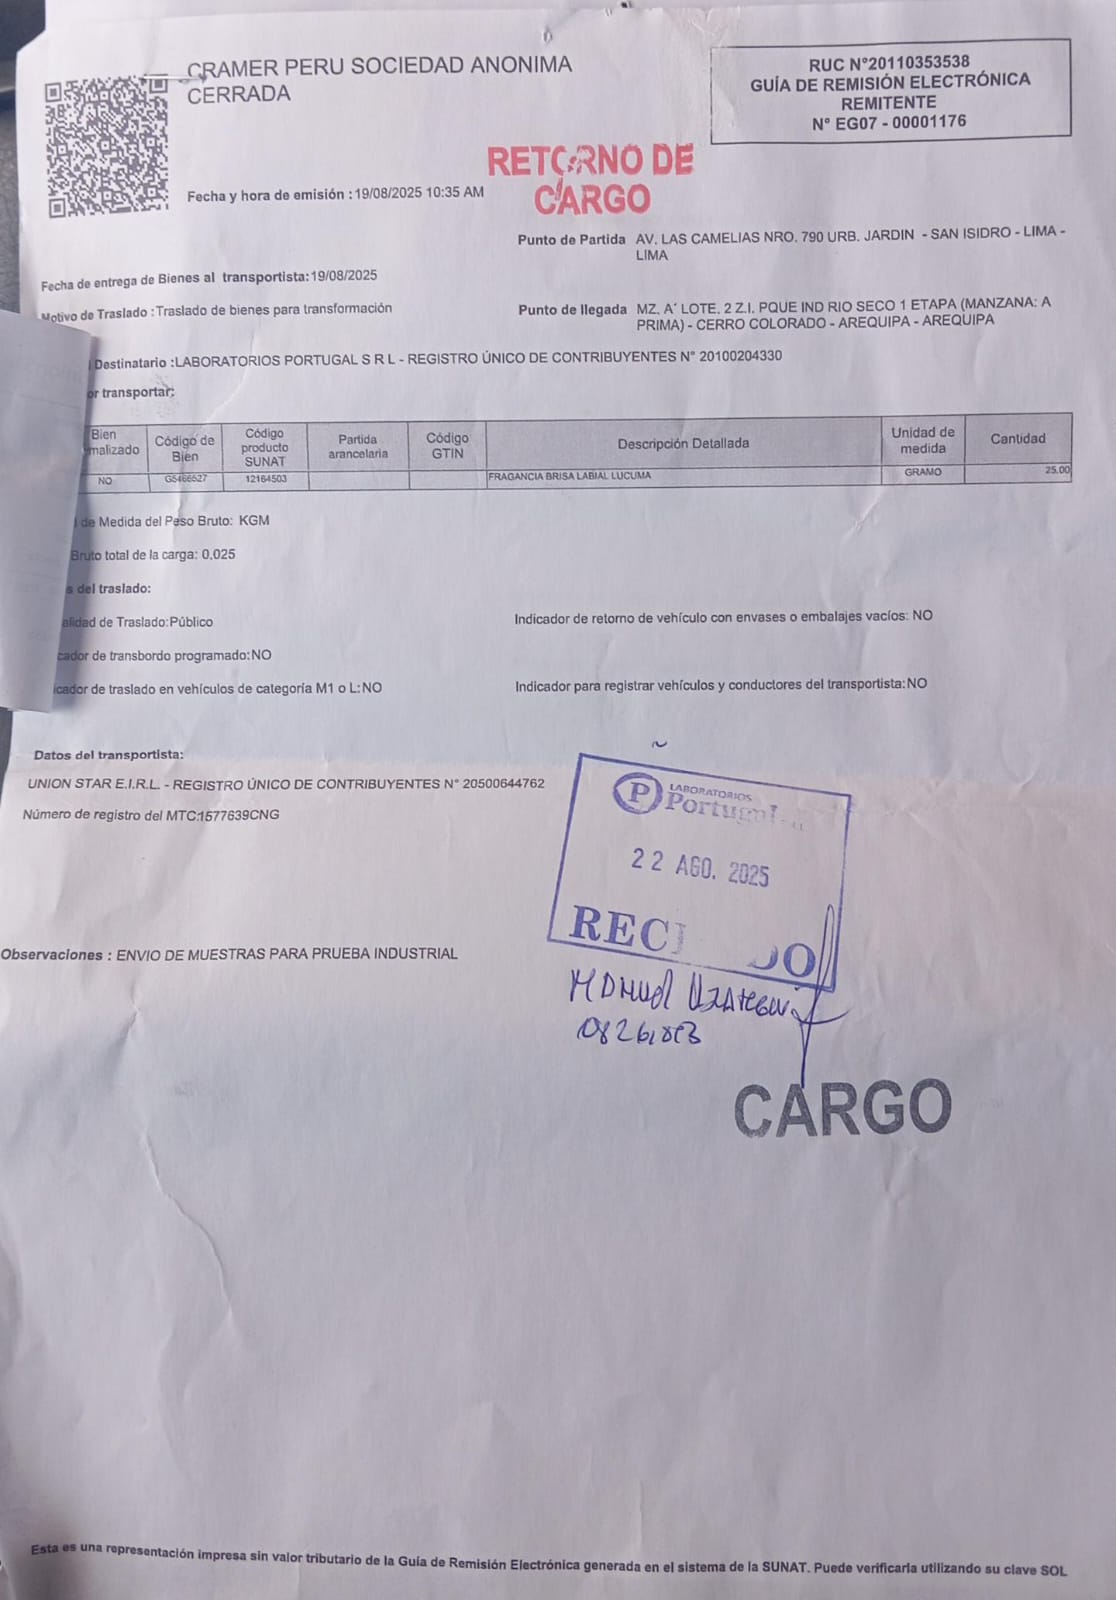 CRAMER PERU SOCIEDAD ANONIMA
CERRADA
RUC N°20110353538
GUÍA DE REMISIÓN ELECTRÓNICA
REMITENTE
N° EG07 - 00001176
RETORNO DE
CARGO
Fecha y hora de emisión : 19/08/2025 10:35 AM
Punto de Partida AV. LAS CAMELIAS NRO. 790 URB. JARDIN - SAN ISIDRO - LIMA -
LIMA
Fecha de entrega de Bienes al transportista: 19/08/2025
Motivo de Traslado : Traslado de bienes para transformación
Punto de llegada MZ. A´ LOTE. 2 Z.I. PQUE IND RIO SECO 1 ETAPA (MANZANA: A
PRIMA) - CERRO COLORADO - AREQUIPA - AREQUIPA
Destinatario : LABORATORIOS PORTUGAL S R L - REGISTRO ÚNICO DE CONTRIBUYENTES N° 20100204330
or transportar:
Bien malizado Código de Bien Código producto SUNAT Partida arancelaria Código GTIN Descripción Detallada Unidad de medida Cantidad
NO G5466527 12164503 FRAGANCIA BRISA LABIAL LUCUMA GRAMO 25.00
de Medida del Peso Bruto: KGM
Bruto total de la carga: 0.025
s del traslado:
alidad de Traslado: Público
Indicador de retorno de vehículo con envases o embalajes vacíos: NO
cador de transbordo programado: NO
icador de traslado en vehículos de categoría M1 o L: NO
Indicador para registrar vehículos y conductores del transportista: NO
Datos del transportista:
UNION STAR E.I.R.L. - REGISTRO ÚNICO DE CONTRIBUYENTES N° 20500644762
Número de registro del MTC: 1577639CNG
P LABORATORIOS
Portugal
22 AGO. 2025
REC DO
Observaciones : ENVIO DE MUESTRAS PARA PRUEBA INDUSTRIAL
Manuel
CARGO
Esta es una representación impresa sin valor tributario de la Guía de Remisión Electrónica generada en el sistema de la SUNAT. Puede verificarla utilizando su clave SOL